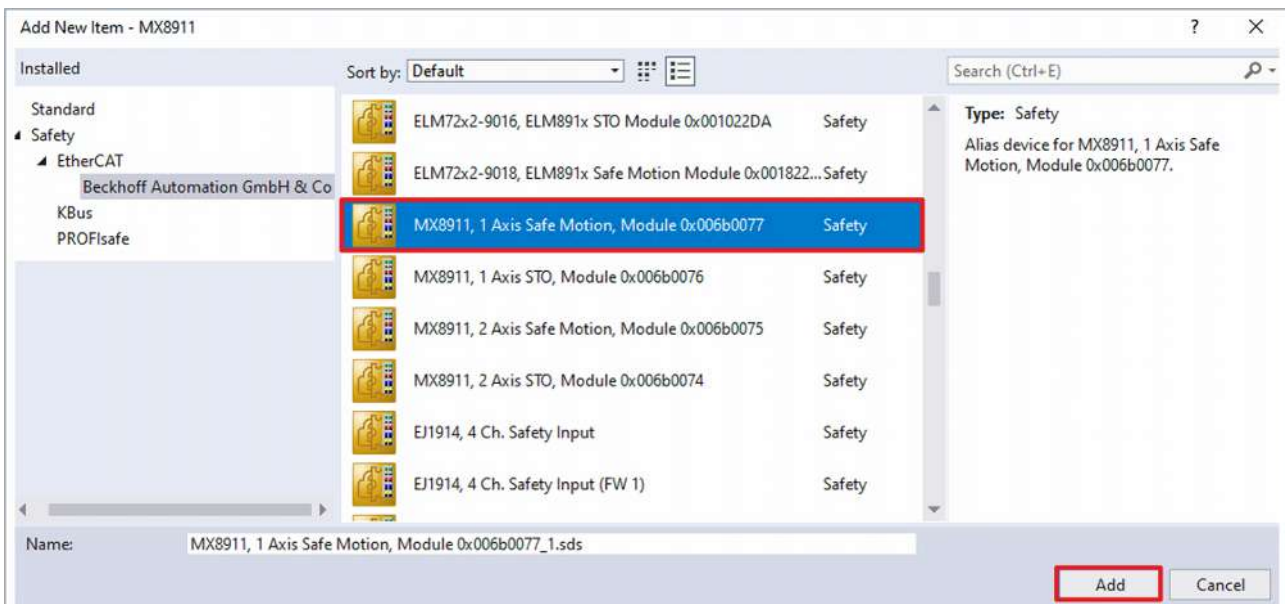 Add New Item - MX8911
? X
Installed
Sort by: Default
Search (Ctrl+E)
Standard
Safety
EtherCAT
Beckhoff Automation GmbH & Co
KBus
PROFIsafe
ELM72x2-9016, ELM891x STO Module 0x001022DA Safety
ELM72x2-9018, ELM891x Safe Motion Module 0x001822... Safety
MX8911, 1 Axis Safe Motion, Module 0x006b0077 Safety
MX8911, 1 Axis STO, Module 0x006b0076 Safety
MX8911, 2 Axis Safe Motion, Module 0x006b0075 Safety
MX8911, 2 Axis STO, Module 0x006b0074 Safety
EJ1914, 4 Ch. Safety Input Safety
EJ1914, 4 Ch. Safety Input (FW 1) Safety
Type: Safety
Alias device for MX8911, 1 Axis Safe
Motion, Module 0x006b0077.
Name: MX8911, 1 Axis Safe Motion, Module 0x006b0077_1.sds
Add Cancel